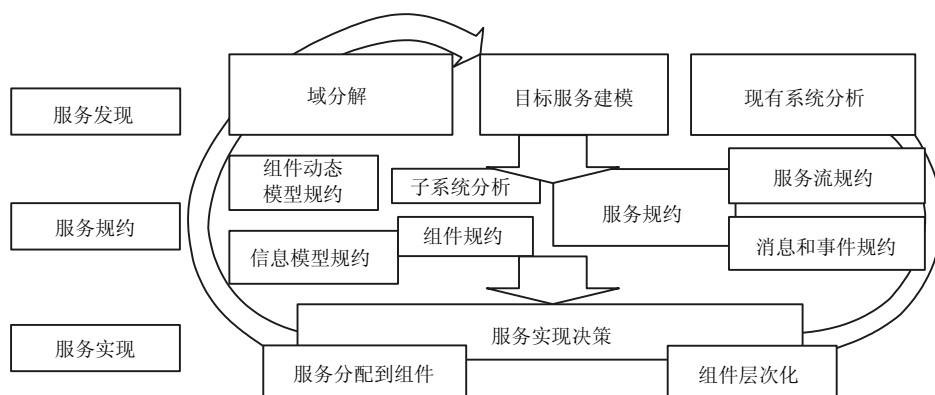 域分解
目标服务建模
现有系统分析
服务发现
组件动态
模型规约
子系统分析
服务流规约
服务规约
服务规约
组件规约
信息模型规约
消息和事件规约
服务实现决策
服务实现
服务分配到组件
组件层次化